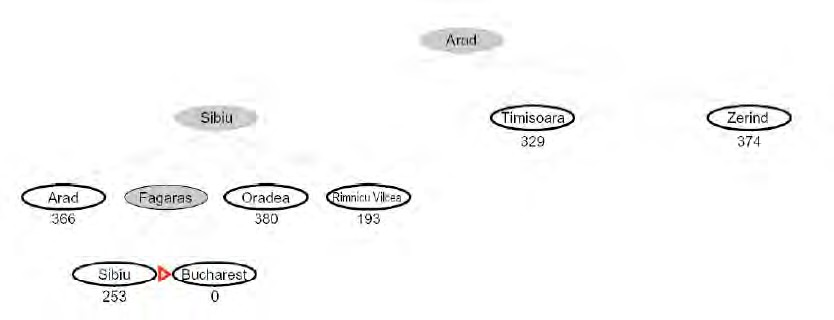 Arad
Sibiu Timisoara Zerind
329 374
Arad Fagaras Oradea Rimnicu Vilcea
366 380 193
Sibiu Bucharest
253 0